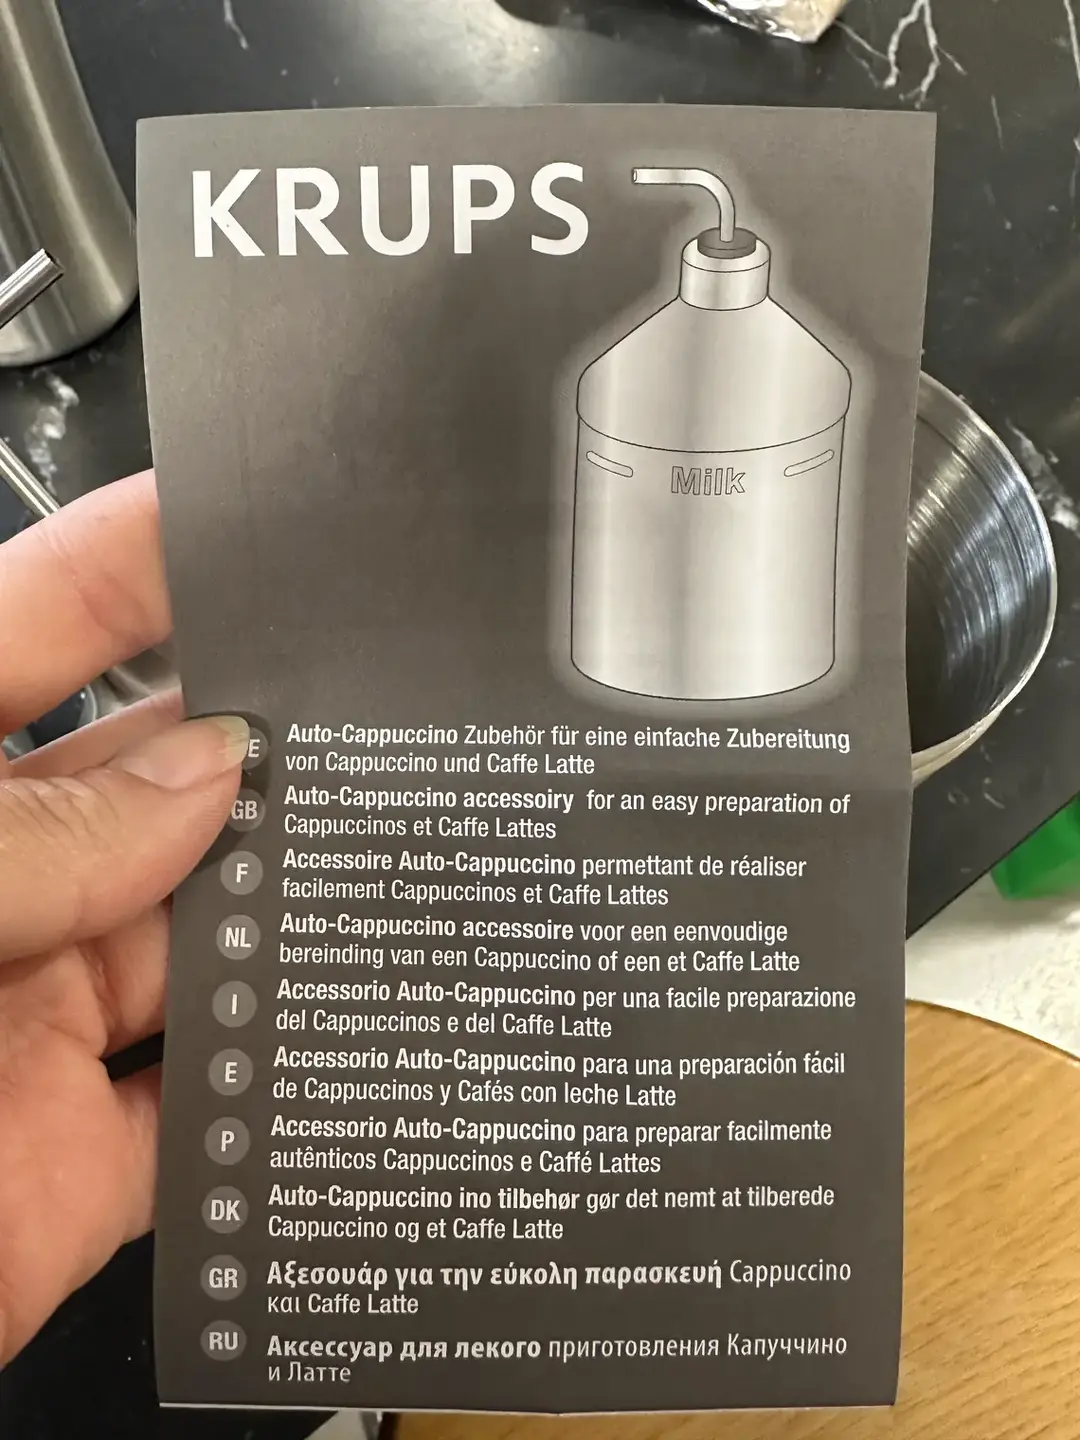 KRUPS
Milk
E Auto-Cappuccino Zubehör für eine einfache Zubereitung
von Cappuccino und Caffe Latte
GB Auto-Cappuccino accessoiry for an easy preparation of
Cappuccinos et Caffe Lattes
F Accessoire Auto-Cappuccino permettant de réaliser
facilement Cappuccinos et Caffe Lattes
NL Auto-Cappuccino accessoire voor een eenvoudige
bereinding van een Cappuccino of een et Caffe Latte
I Accessorio Auto-Cappuccino per una facile preparazione
del Cappuccinos e del Caffe Latte
E Accessorio Auto-Cappuccino para una preparación fácil
de Cappuccinos y Cafés con leche Latte
P Accessorio Auto-Cappuccino para preparar facilmente
autênticos Cappuccinos e Caffé Lattes
DK Auto-Cappuccino ino tilbehør gør det nemt at tilberede
Cappuccino og et Caffe Latte
GR Αξεσουάρ για την εύκολη παρασκευή Cappuccino
και Caffe Latte
RU Аксессуар для лекого приготовления Капуччино
и Латте